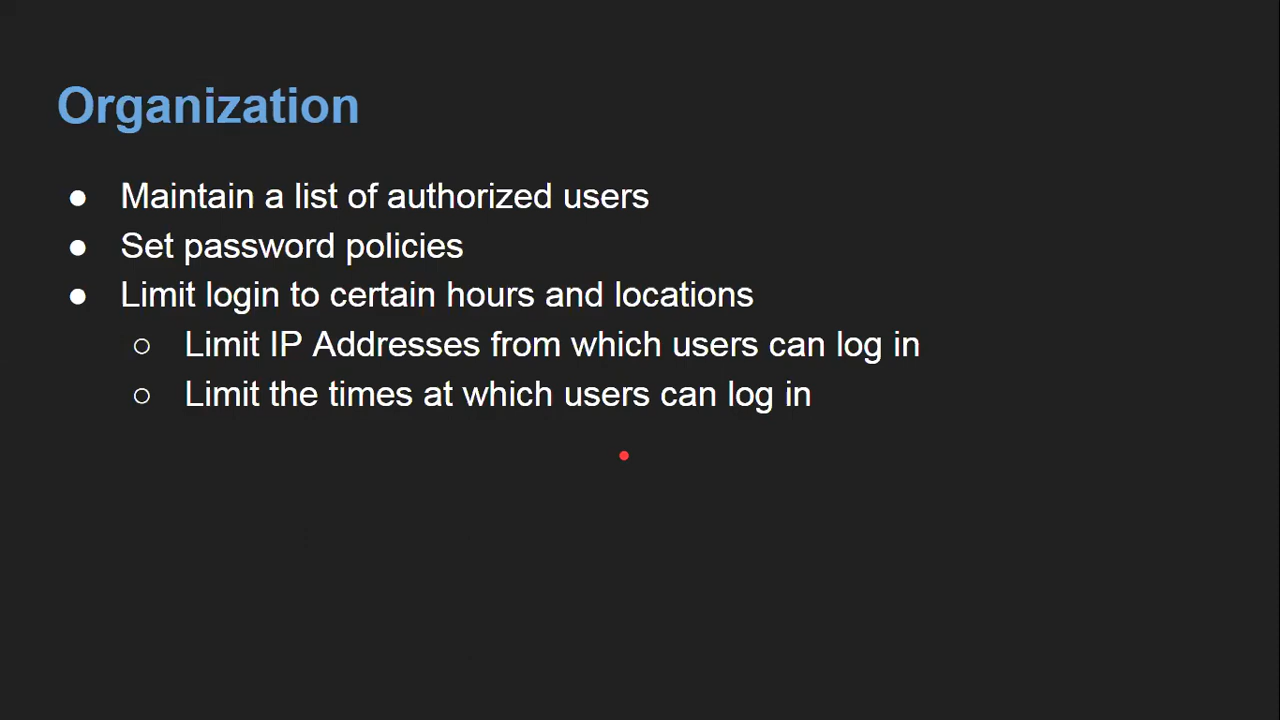 Organization
● Maintain a list of authorized users
● Set password policies
● Limit login to certain hours and locations
○ Limit IP Addresses from which users can log in
○ Limit the times at which users can log in